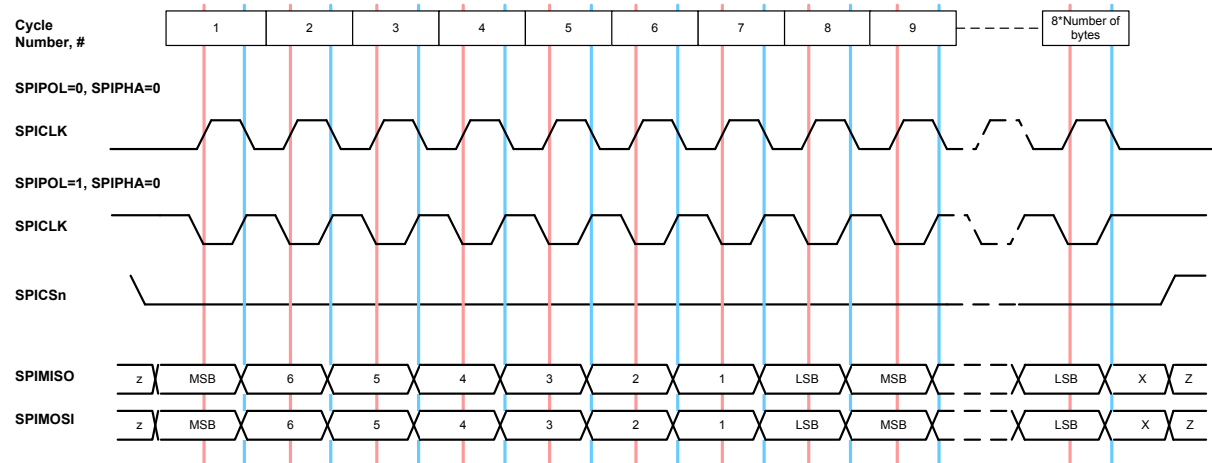 Cycle
Number, #
1 2 3 4 5 6 7 8 9 8*Number of
bytes
SPIPOL=0, SPIPHA=0
SPICLK
SPIPOL=1, SPIPHA=0
SPICLK
SPICSn
SPIMISO z MSB 6 5 4 3 2 1 LSB MSB LSB X Z
SPIMOSI z MSB 6 5 4 3 2 1 LSB MSB LSB X Z